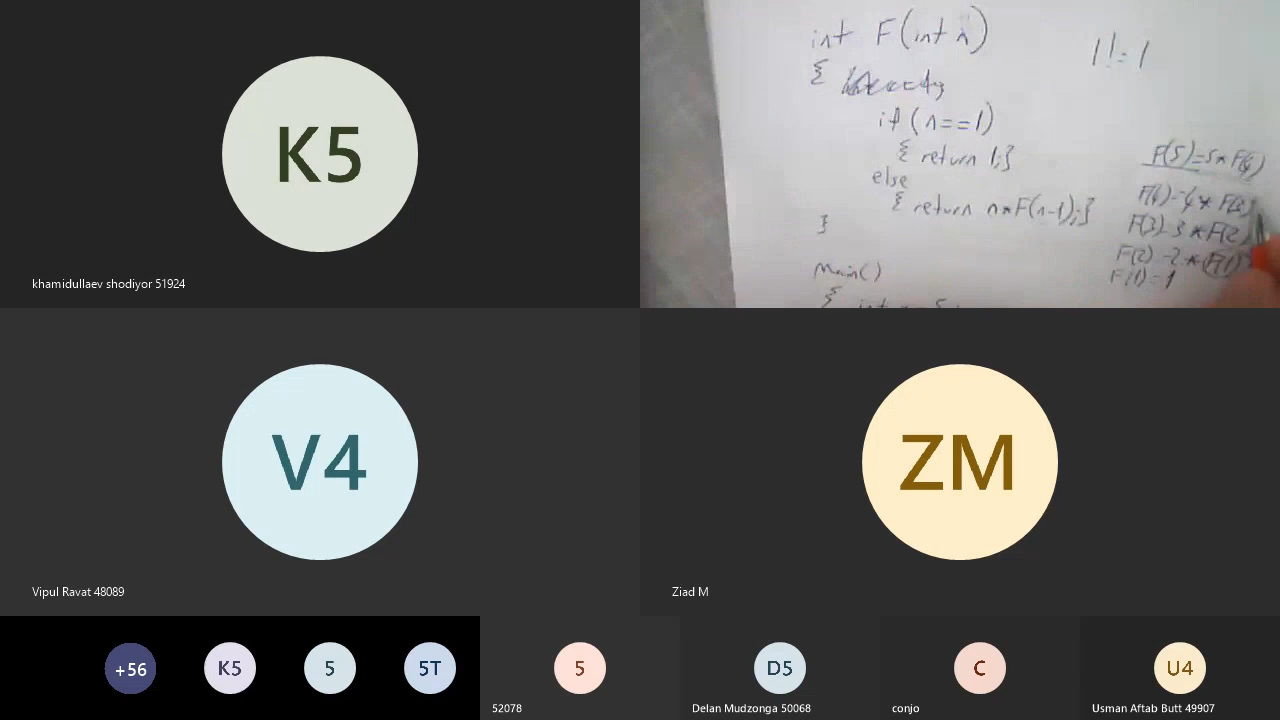 K5
khamidullaev shodiyor 51924
int F(int n)
{
if (n==1)
{ return 1;}
else
{ return n*F(n-1);}
}
main()
{ int
1!=1
F(5)=5*F(4)
F(4)=4*F(3)
F(3)=3*F(2)
F(2)=2*F(1)
F(1)=1
V4
Vipul Ravat 48089
ZM
Ziad M
+56
K5
5
5T
5
52078
D5
Delan Mudzonga 50068
C
conjo
U4
Usman Aftab Butt 49907